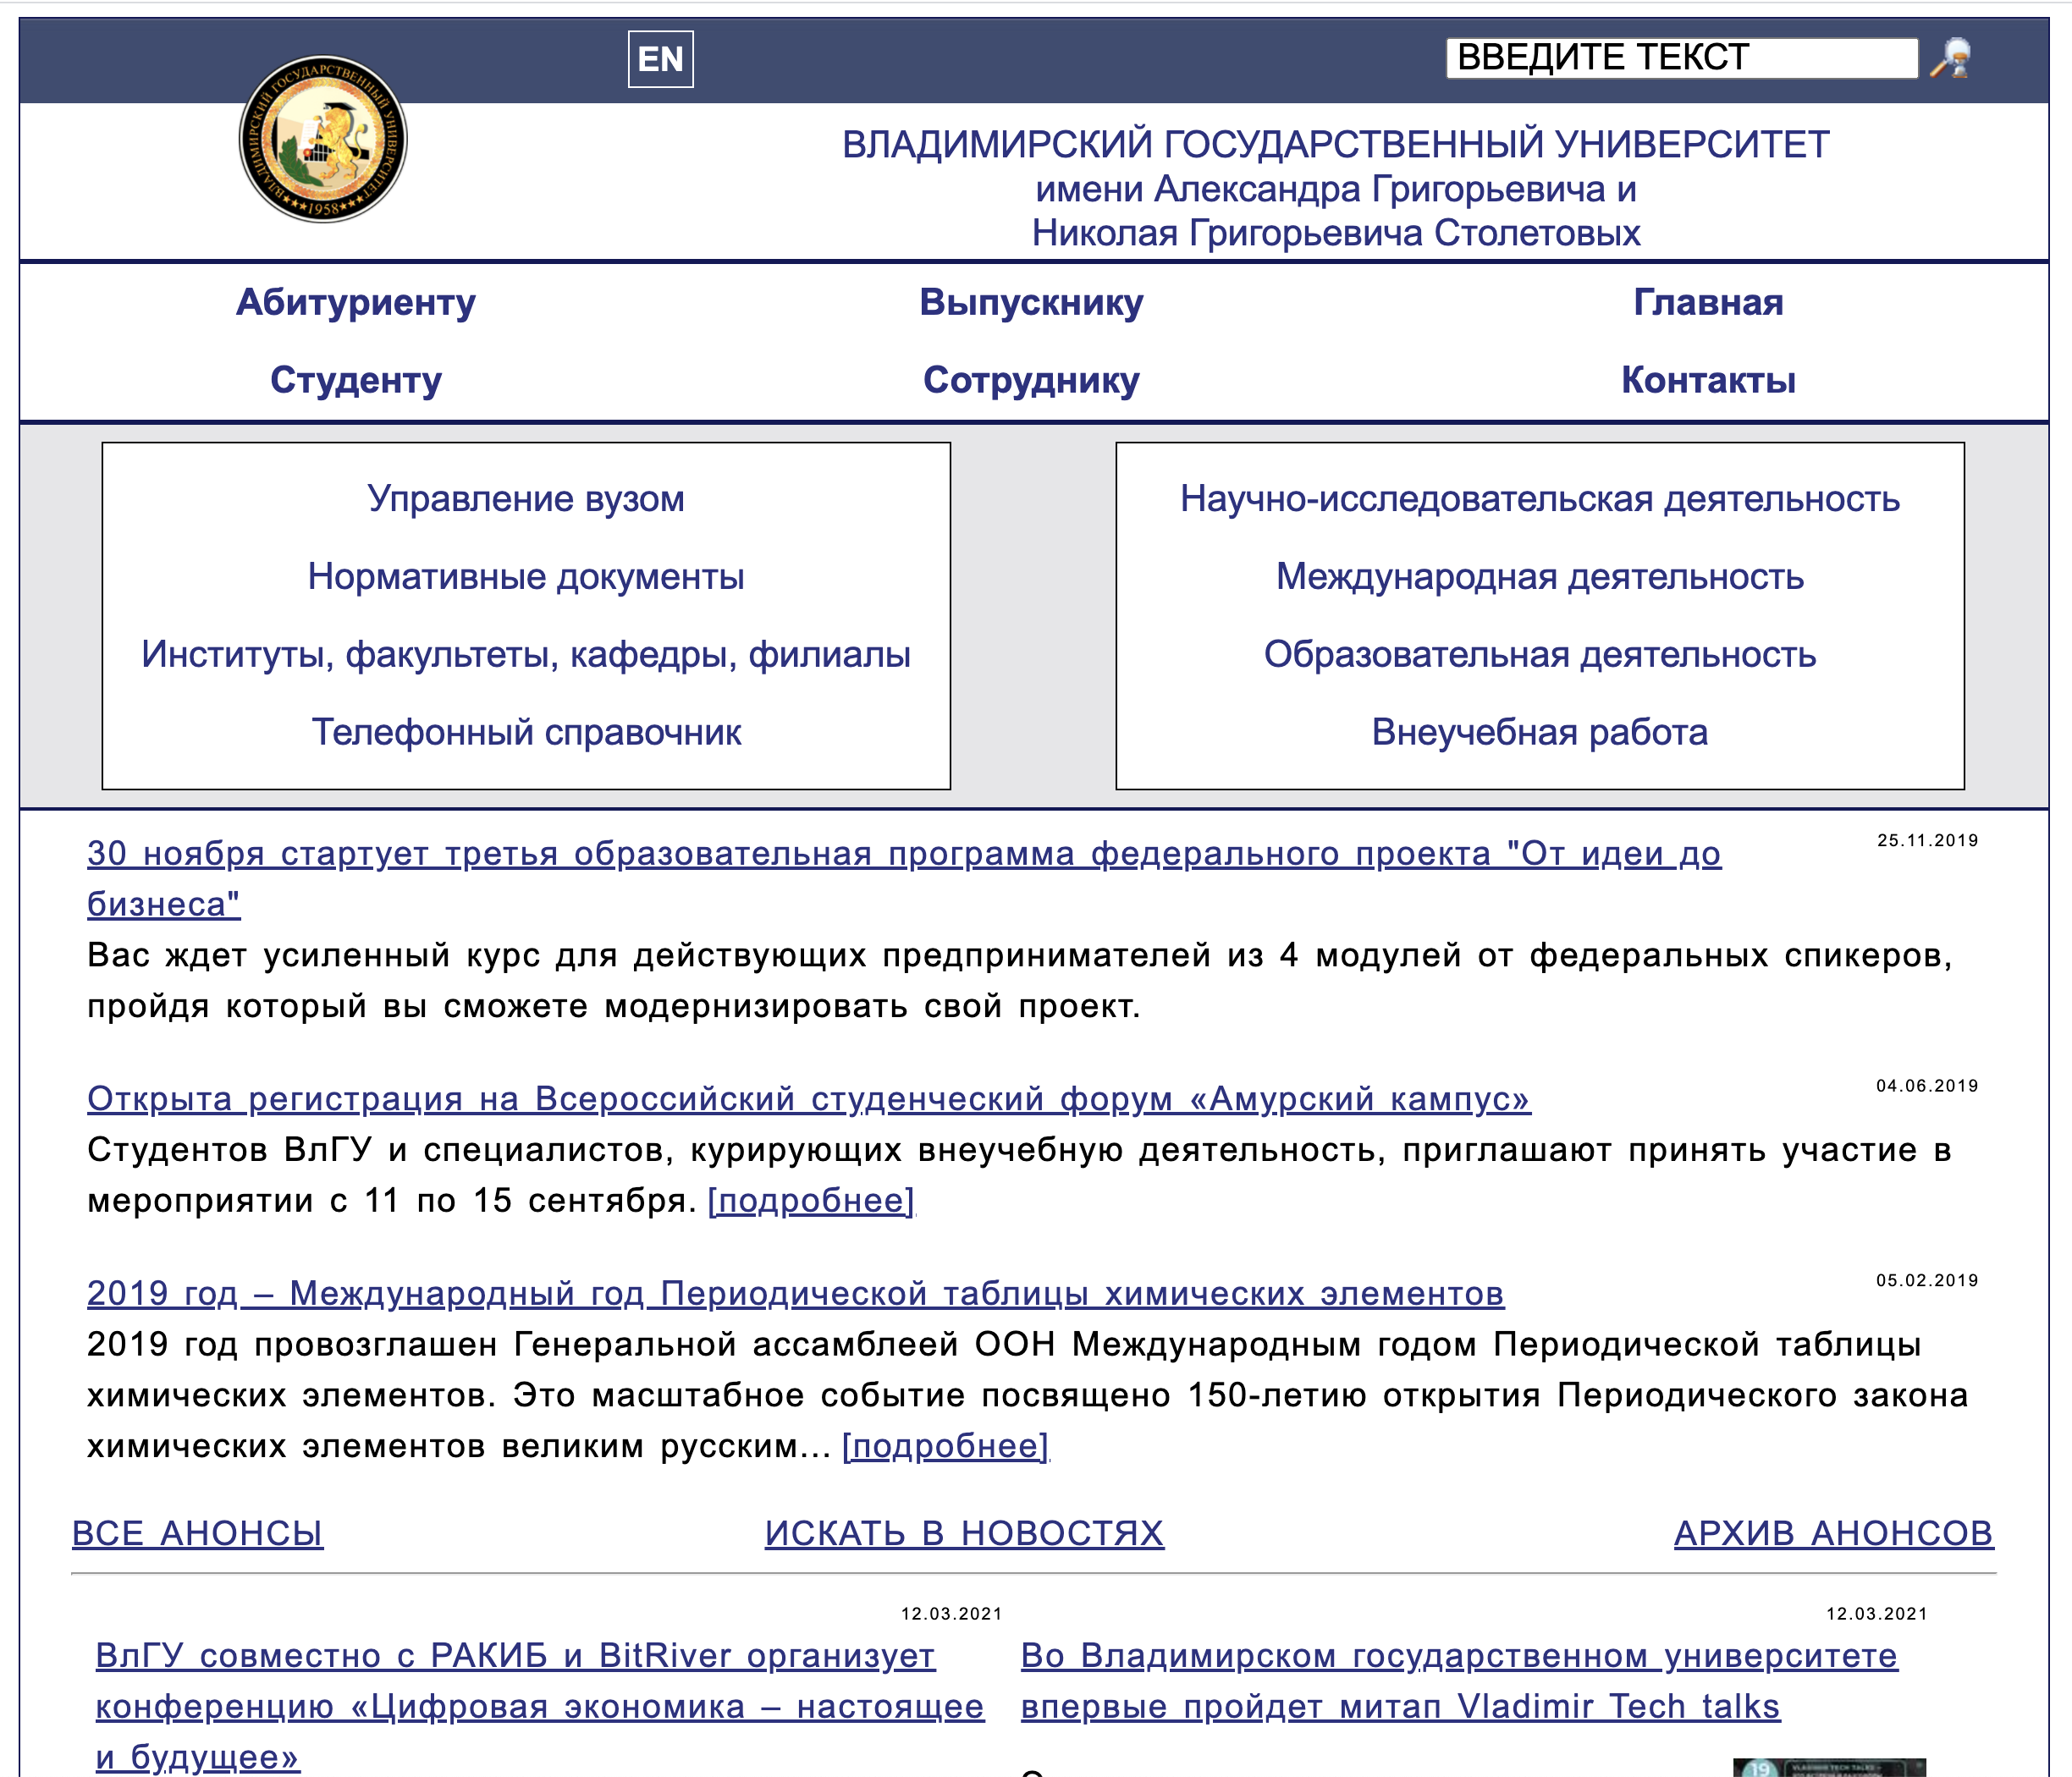 EN
ВВЕДИТЕ ТЕКСТ
ВЛАДИМИРСКИЙ ГОСУДАРСТВЕННЫЙ УНИВЕРСИТЕТ
1958
ВЛАДИМИРСКИЙ ГОСУДАРСТВЕННЫЙ УНИВЕРСИТЕТ
имени Александра Григорьевича и
Николая Григорьевича Столетовых
Абитуриенту Выпускнику Главная
Студенту Сотруднику Контакты
Управление вузом
Нормативные документы
Институты, факультеты, кафедры, филиалы
Телефонный справочник
Научно-исследовательская деятельность
Международная деятельность
Образовательная деятельность
Внеучебная работа
25.11.2019
30 ноября стартует третья образовательная программа федерального проекта "От идеи до
бизнеса"
Вас ждет усиленный курс для действующих предпринимателей из 4 модулей от федеральных спикеров,
пройдя который вы сможете модернизировать свой проект.
04.06.2019
Открыта регистрация на Всероссийский студенческий форум «Амурский кампус»
Студентов ВлГУ и специалистов, курирующих внеучебную деятельность, приглашают принять участие в
мероприятии с 11 по 15 сентября. [подробнее]
05.02.2019
2019 год – Международный год Периодической таблицы химических элементов
2019 год провозглашен Генеральной ассамблеей ООН Международным годом Периодической таблицы
химических элементов. Это масштабное событие посвящено 150-летию открытия Периодического закона
химических элементов великим русским... [подробнее]
ВСЕ АНОНСЫ ИСКАТЬ В НОВОСТЯХ АРХИВ АНОНСОВ
12.03.2021
ВлГУ совместно с РАКИБ и BitRiver организует
конференцию «Цифровая экономика – настоящее
и будущее»
12.03.2021
Во Владимирском государственном университете
впервые пройдет митап Vladimir Tech talks
19
VLADIMIR TECH TALKS –